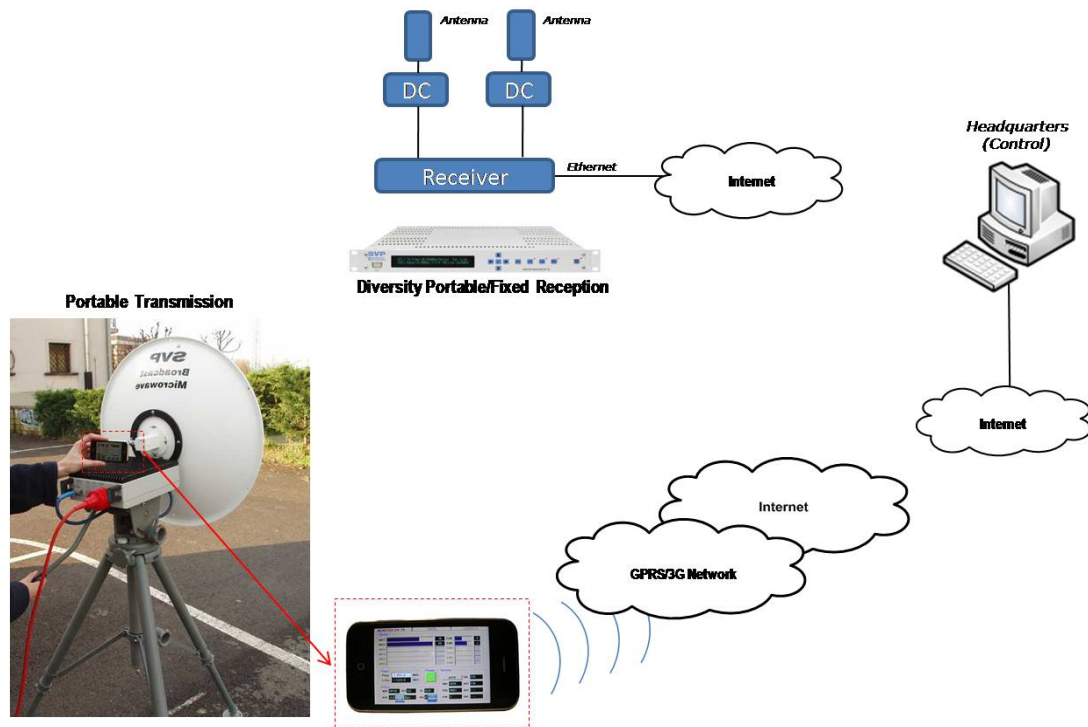 Antenna
Antenna
DC
DC
Receiver
Ethernet
Internet
Headquarters
(Control)
SVP
Diversity Portable/Fixed Reception
Portable Transmission
SVP
Broadcast
Microwave
Internet
Internet
GPRS/3G Network